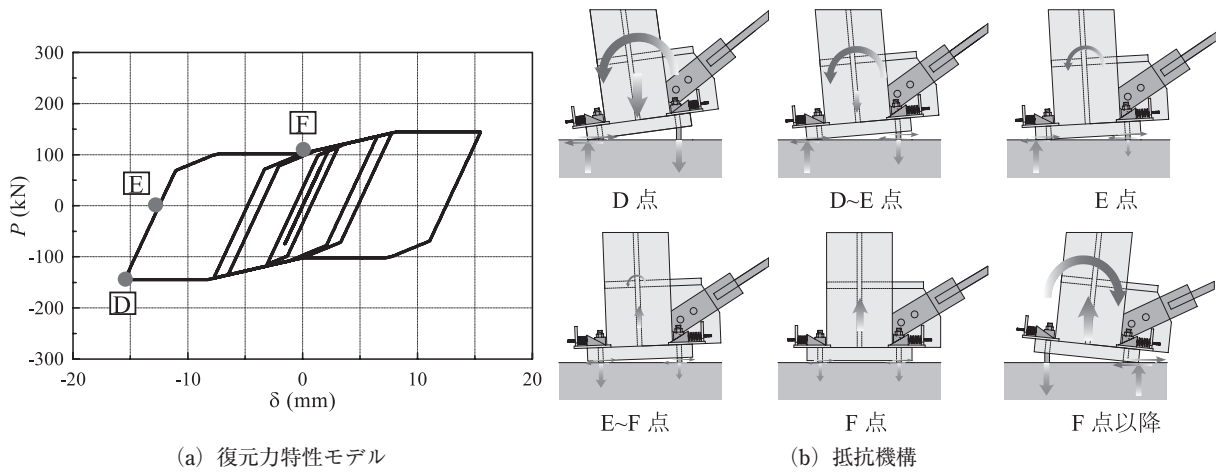 300
200
100
0
-100
-200
-300
P (kN)
D
E
F
-20
-10
0
10
20
δ (mm)
(a) 復元力特性モデル
D 点
D~E 点
E 点
E~F 点
F 点
F 点以降
(b) 抵抗機構